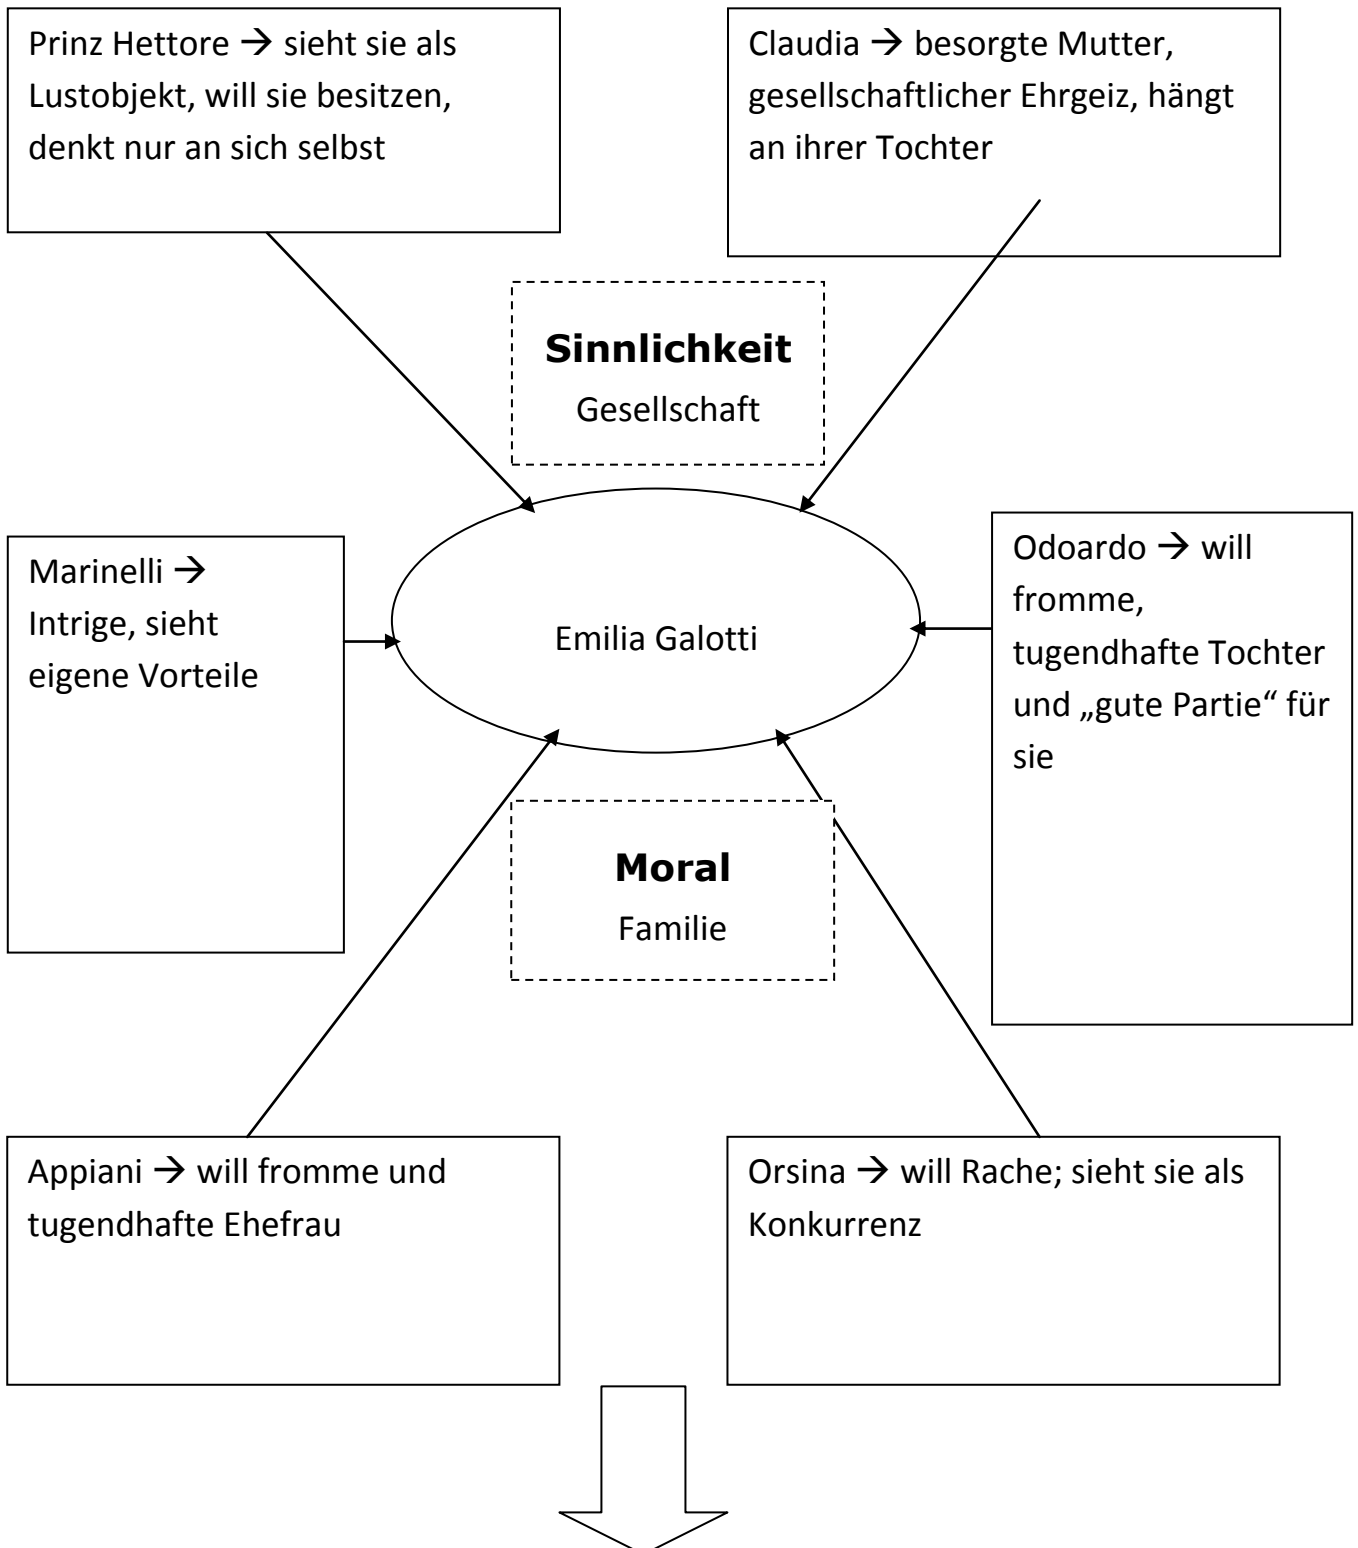 Prinz Hettore → sieht sie als
Lustobjekt, will sie besitzen,
denkt nur an sich selbst
Claudia → besorgte Mutter,
gesellschaftlicher Ehrgeiz, hängt
an ihrer Tochter
Sinnlichkeit
Gesellschaft
Marinelli →
Intrige, sieht
eigene Vorteile
Emilia Galotti
Odoardo → will
fromme,
tugendhafte Tochter
und „gute Partie“ für
sie
Moral
Familie
Appiani → will fromme und
tugendhafte Ehefrau
Orsina → will Rache; sieht sie als
Konkurrenz